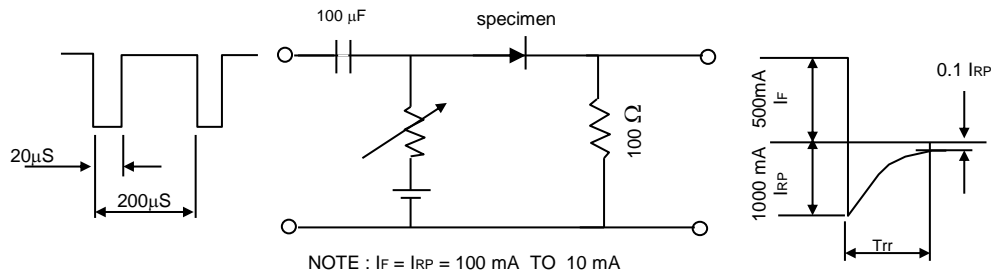 100 µF
specimen
20µS
200µS
100 Ω
500mA
IF
1000 mA
IRP
0.1 IRP
Trr
NOTE : IF = IRP = 100 mA TO 10 mA